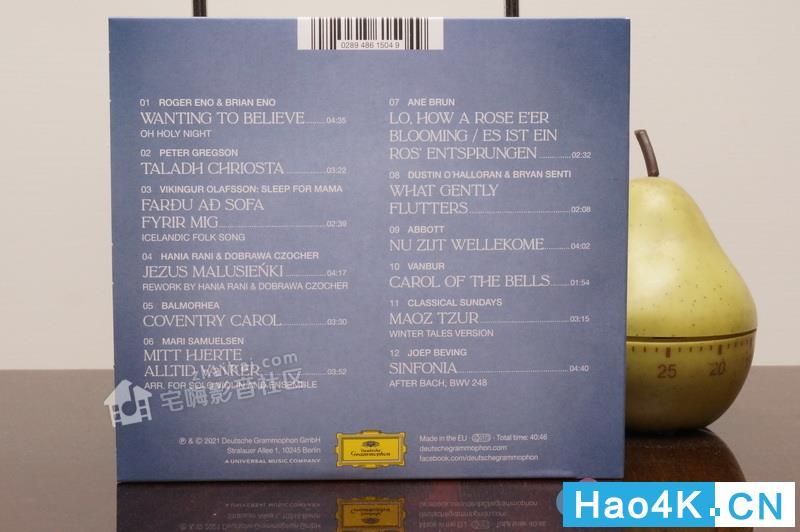 0289 486 1504 9
01 ROGER ENO & BRIAN ENO
WANTING TO BELIEVE..........04:35
OH HOLY NIGHT
02 PETER GREGSON
TALADH CHRIOSTA..........03:22
03 VIKINGUR OLAFSSON: SLEEP FOR MAMA
FARÐU AÐ SOFA
FYRIR MIG..........02:39
ICELANDIC FOLK SONG
04 HANIA RANI & DOBRAWA CZOCHER
JEZUS MALUSIEŃKI..........04:17
REWORK BY HANIA RANI & DOBRAWA CZOCHER
05 BALMORHEA
COVENTRY CAROL..........03:30
06 MARI SAMUELSEN
MITT HJERTE
ALLTID VANKER..........03:52
ARR. FOR SOLO VIOLIN AND ENSEMBLE
07 ANE BRUN
LO, HOW A ROSE E'ER
BLOOMING / ES IST EIN
ROS' ENTSPRUNGEN..........02:32
08 DUSTIN O'HALLORAN & BRYAN SENTI
WHAT GENTLY
FLUTTERS..........02:08
09 ABBOTT
NU ZIJT WELLEKOME..........04:02
10 VANBUR
CAROL OF THE BELLS..........01:54
11 CLASSICAL SUNDAYS
MAOZ TZUR..........03:15
WINTER TALES VERSION
12 JOEP BEVING
SINFONIA..........04:40
AFTER BACH, BWV 248
℗ & © 2021 Deutsche Grammophon GmbH
Stralauer Allee 1, 10245 Berlin
A UNIVERSAL MUSIC COMPANY
Deutsche
Grammophon
Made in the EU · Total time: 40:46
deutschegrammophon.com
facebook.com/deutschegrammophon
宅嗨影音社区
25
20
Hao4K.CN